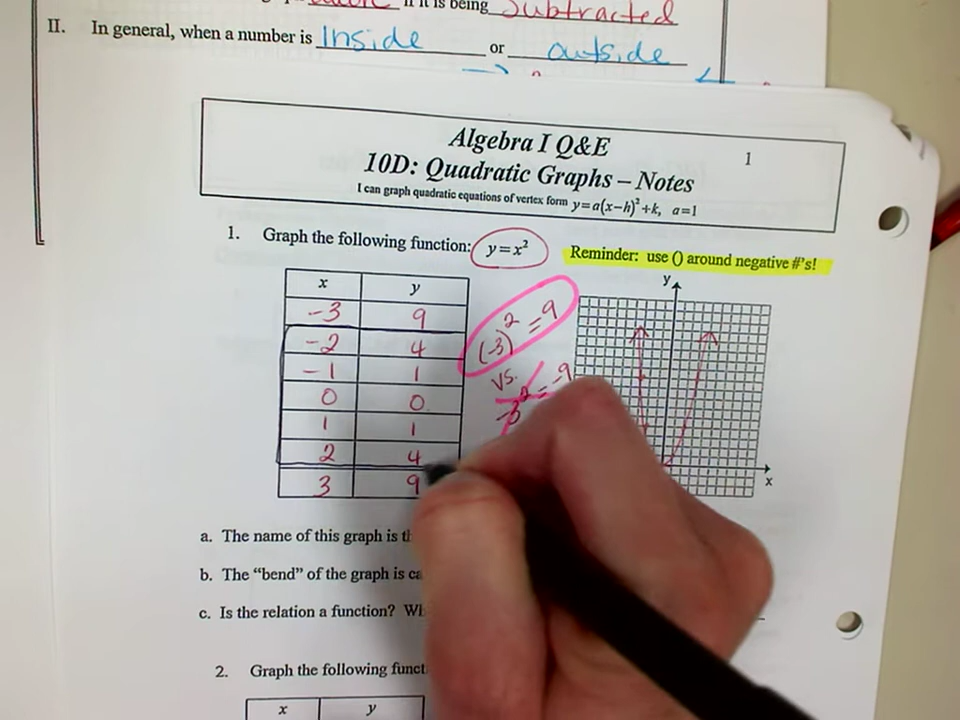 if it is being Subtracted
II. In general, when a number is Inside or outside
Algebra I Q&E
1
10D: Quadratic Graphs – Notes
I can graph quadratic equations of vertex form y=a(x−h)²+k, a=1
1. Graph the following function: y=x²
Reminder: use () around negative #'s!
x y
-3 9
-2 4
-1 1
0 0
1 1
2 4
3 9
(-3)² = 9
vs.
-3² = -9
y
x
a. The name of this graph is
b. The "bend" of the graph is
c. Is the relation a function?
2. Graph the following
x y